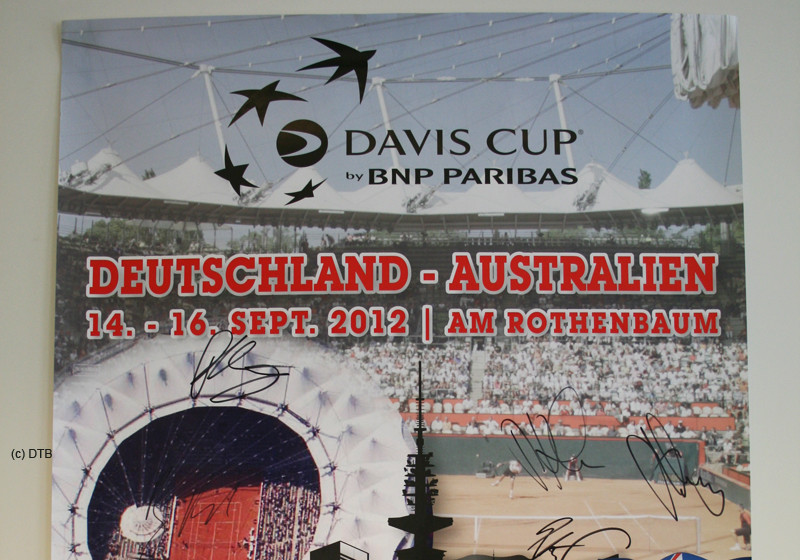 DAVIS CUP
by BNP PARIBAS
DEUTSCHLAND - AUSTRALIEN
14. - 16. SEPT. 2012 | AM ROTHENBAUM
(c) DTB